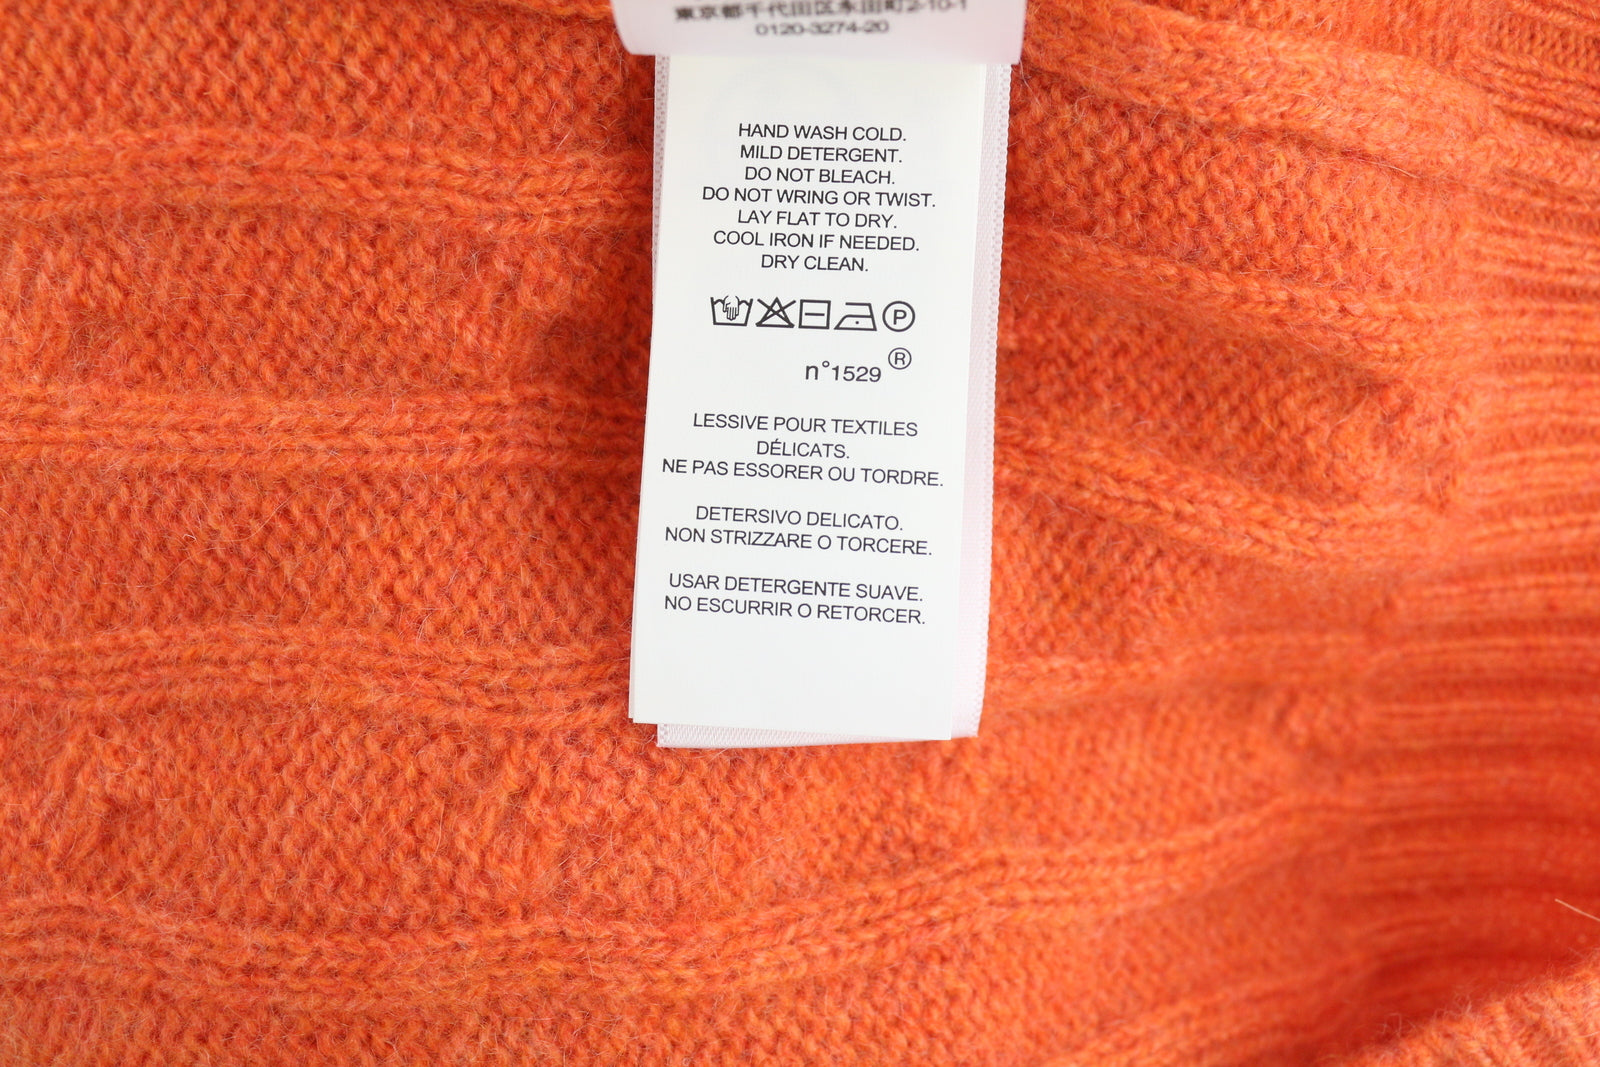 東京都千代田区永田町2-10-1
0120-3274-20
HAND WASH COLD.
MILD DETERGENT.
DO NOT BLEACH.
DO NOT WRING OR TWIST.
LAY FLAT TO DRY.
COOL IRON IF NEEDED.
DRY CLEAN.
P
n°1529 ®
LESSIVE POUR TEXTILES
DÉLICATS.
NE PAS ESSORER OU TORDRE.
DETERSIVO DELICATO.
NON STRIZZARE O TORCERE.
USAR DETERGENTE SUAVE.
NO ESCURRIR O RETORCER.